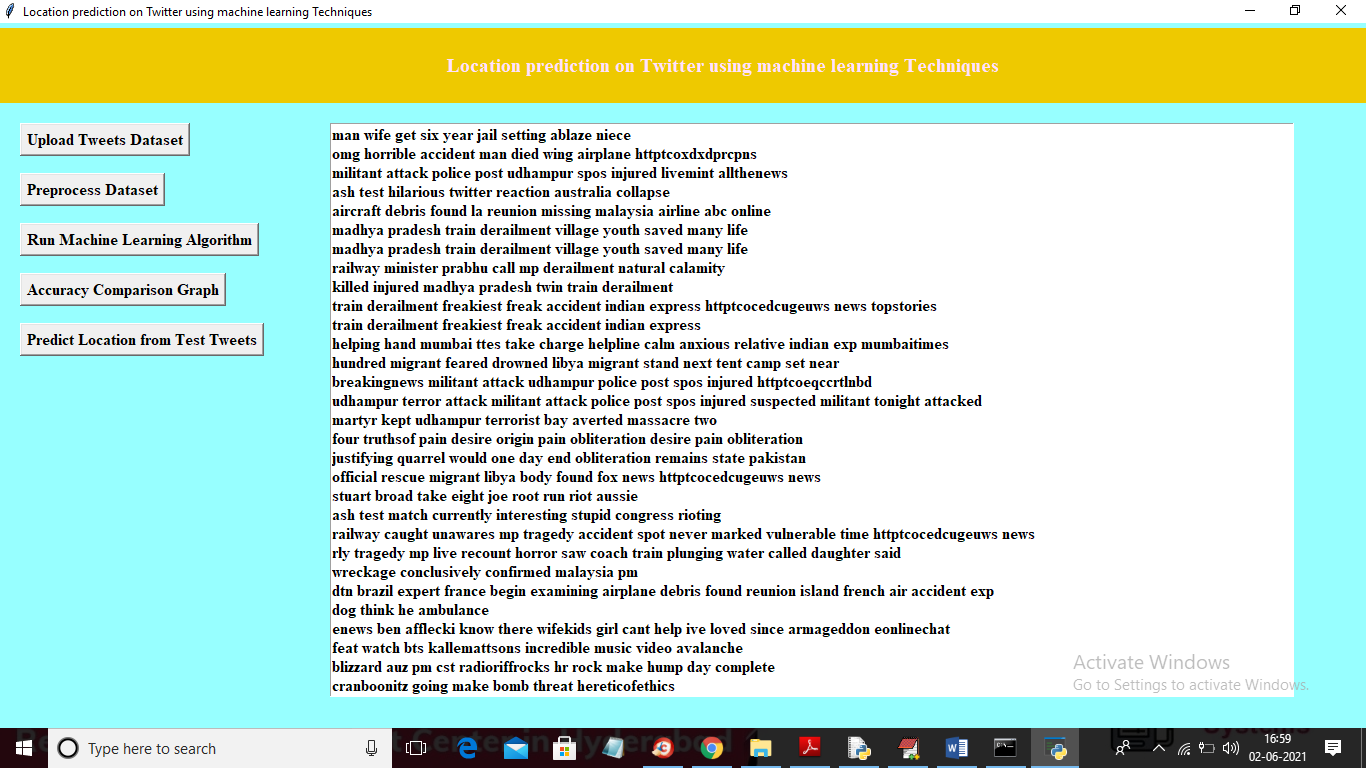 Location prediction on Twitter using machine learning Techniques
Location prediction on Twitter using machine learning Techniques
Upload Tweets Dataset
Preprocess Dataset
Run Machine Learning Algorithm
Accuracy Comparison Graph
Predict Location from Test Tweets
man wife get six year jail setting ablaze niece
omg horrible accident man died wing airplane httptcoxdxdprcpns
militant attack police post udhampur spos injured livemint allthenews
ash test hilarious twitter reaction australia collapse
aircraft debris found la reunion missing malaysia airline abc online
madhya pradesh train derailment village youth saved many life
madhya pradesh train derailment village youth saved many life
railway minister prabhu call mp derailment natural calamity
killed injured madhya pradesh twin train derailment
train derailment freakiest freak accident indian express httptcocedcugeuws news topstories
train derailment freakiest freak accident indian express
helping hand mumbai ttes take charge helpline calm anxious relative indian exp mumbaitimes
hundred migrant feared drowned libya migrant stand next tent camp set near
breakingnews militant attack udhampur police post spos injured httptcoeqccrthbd
udhampur terror attack militant attack police post spos injured suspected militant tonight attacked
martyr kept udhampur terrorist bay averted massacre two
four truthsof pain desire origin pain obliteration desire pain obliteration
justifying quarrel would one day end obliteration remains state pakistan
official rescue migrant libya body found fox news httptcocedcugeuws news
stuart broad take eight joe root run riot aussie
ash test match currently interesting stupid congress rioting
railway caught unawares mp tragedy accident spot never marked vulnerable time httptcocedcugeuws news
rly tragedy mp live recount horror saw coach train plunging water called daughter said
wreckage conclusively confirmed malaysia pm
dtn brazil expert france begin examining airplane debris found reunion island french air accident exp
dog think he ambulance
enews ben afflecki know there wifekids girl cant help ive loved since armageddon eonlinechat
feat watch bts kallemattsons incredible music video avalanche
blizzard auz pm cst radioriffrocks hr rock make hump day complete
cranboonitz going make bomb threat hereticofethics
Activate Windows
Go to Settings to activate Windows.
Type here to search
16:59
02-06-2021